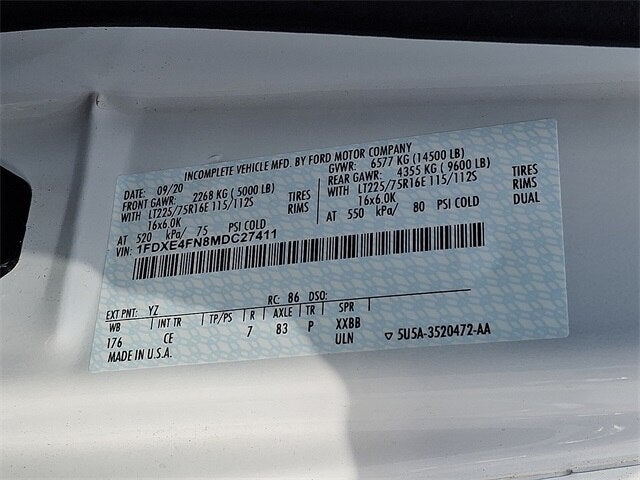 INCOMPLETE VEHICLE MFD. BY FORD MOTOR COMPANY
DATE: 09/20 GVWR: 6577 KG (14500 LB)
FRONT GAWR: 2268 KG ( 5000 LB) REAR GAWR: 4355 KG ( 9600 LB)
WITH LT225/75R16E 115/112S TIRES WITH LT225/75R16E 115/112S TIRES
16x6.0K RIMS 16x6.0K RIMS
AT 520 kPa/ 75 PSI COLD AT 550 kPa/ 80 PSI COLD DUAL
VIN: 1FDXE4FN8MDC27411
RC: 86 DSO:
EXT PNT: YZ
WB INT TR TP/PS R AXLE TR SPR
176 CE 7 83 P XXBB
MADE IN U.S.A. ULN 5U5A-3520472-AA